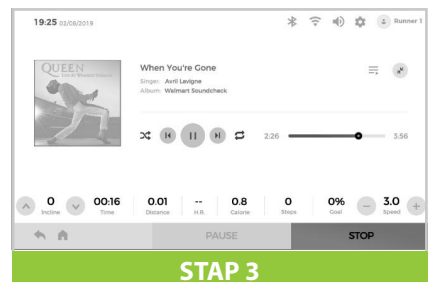 19:25 02/08/2019
Runner 1
QUEEN
When You're Gone
Singer: Avril Lavigne
Album: Walmart Soundcheck
2:26
3:56
0 00:16 0.01 -- 0.8 0 0% 3.0
Incline Time Distance H.R. Calorie Steps Goal Speed
PAUSE STOP
STAP 3